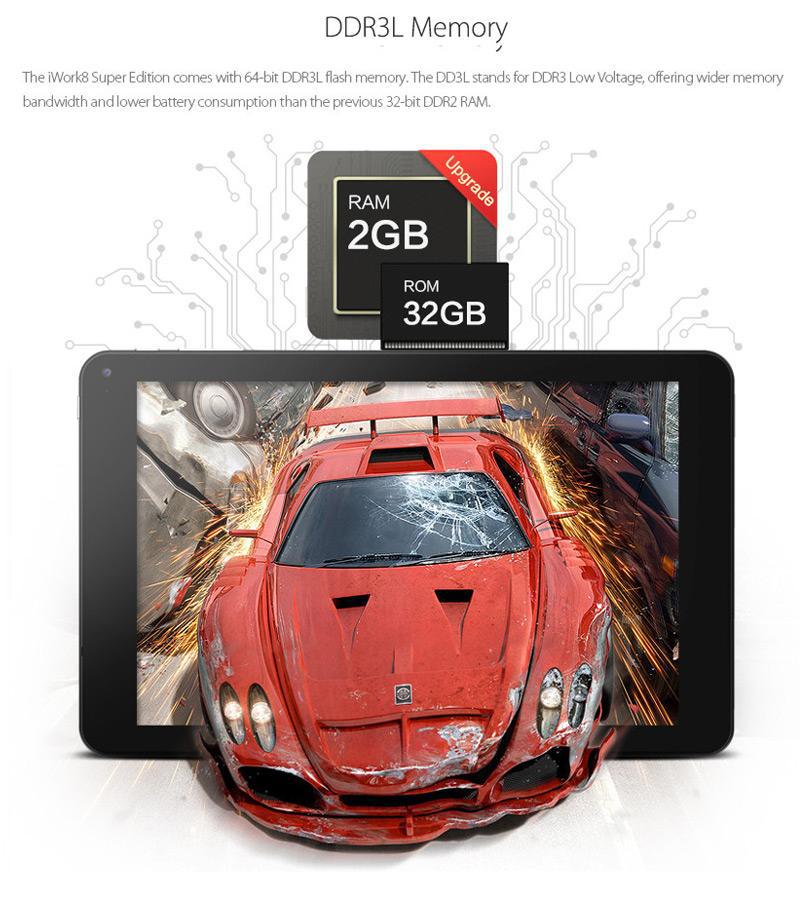 DDR3L Memory
The iWork8 Super Edition comes with 64-bit DDR3L flash memory. The DD3L stands for DDR3 Low Voltage, offering wider memory
bandwidth and lower battery consumption than the previous 32-bit DDR2 RAM.
Upgrade
RAM
2GB
ROM
32GB